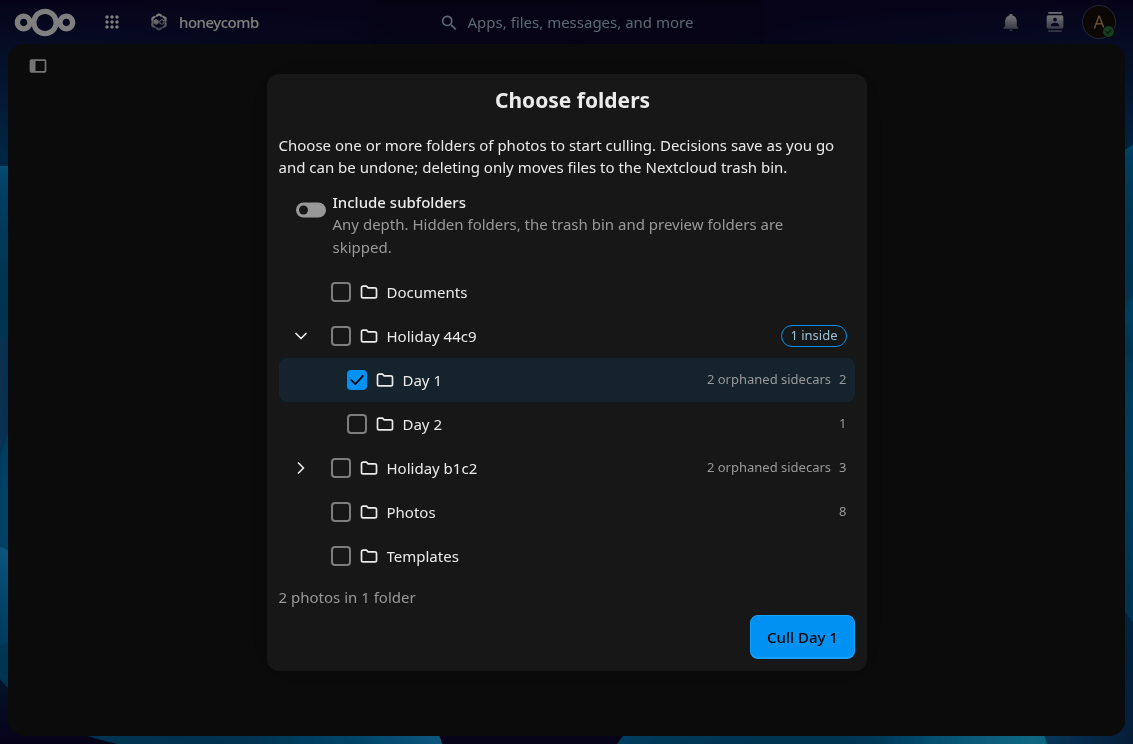 honeycomb
Apps, files, messages, and more
A
Choose folders
Choose one or more folders of photos to start culling. Decisions save as you go
and can be undone; deleting only moves files to the Nextcloud trash bin.
Include subfolders
Any depth. Hidden folders, the trash bin and preview folders are
skipped.
Documents
Holiday 44c9 1 inside
Day 1 2 orphaned sidecars 2
Day 2 1
Holiday b1c2 2 orphaned sidecars 3
Photos 8
Templates
2 photos in 1 folder
Cull Day 1